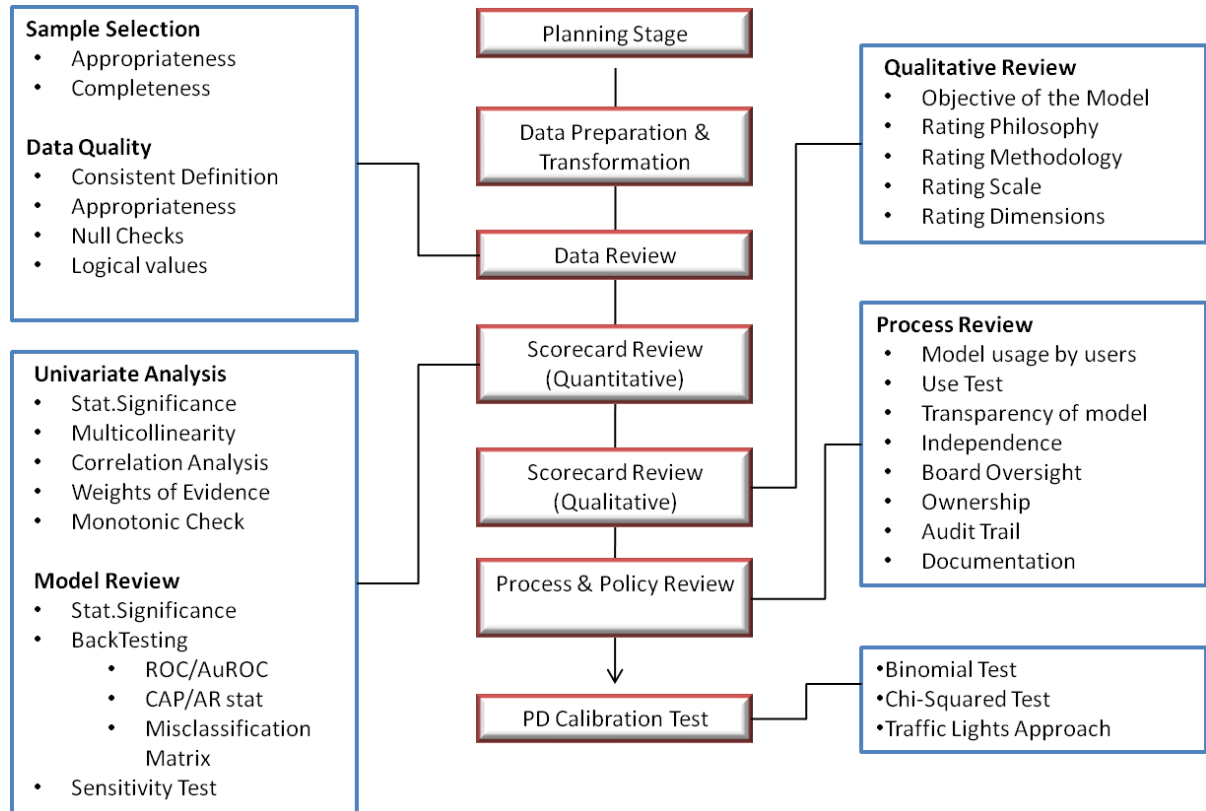 Sample Selection
• Appropriateness
• Completeness
Data Quality
• Consistent Definition
• Appropriateness
• Null Checks
• Logical values
Univariate Analysis
• Stat.Significance
• Multicollinearity
• Correlation Analysis
• Weights of Evidence
• Monotonic Check
Model Review
• Stat.Significance
• BackTesting
• ROC/AuROC
• CAP/AR stat
• Misclassification
Matrix
• Sensitivity Test
Planning Stage
Data Preparation &
Transformation
Data Review
Scorecard Review
(Quantitative)
Scorecard Review
(Qualitative)
Process & Policy Review
PD Calibration Test
Qualitative Review
• Objective of the Model
• Rating Philosophy
• Rating Methodology
• Rating Scale
• Rating Dimensions
Process Review
• Model usage by users
• Use Test
• Transparency of model
• Independence
• Board Oversight
• Ownership
• Audit Trail
• Documentation
•Binomial Test
•Chi-Squared Test
•Traffic Lights Approach